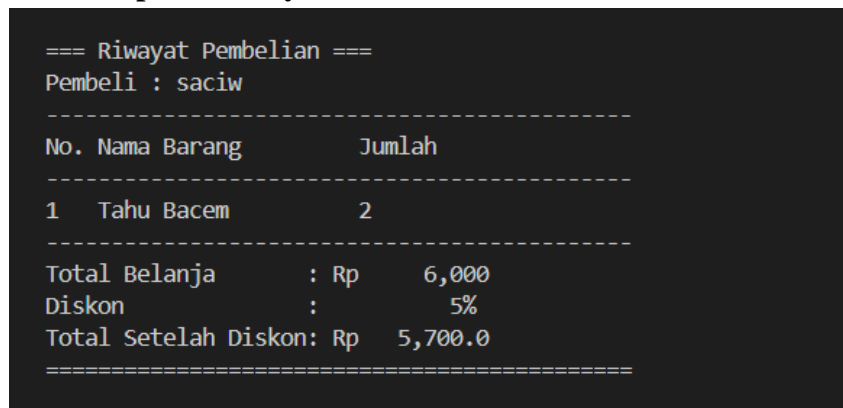 === Riwayat Pembelian ===
Pembeli : saciw
---------------------------------------------
No. Nama Barang         Jumlah
---------------------------------------------
1   Tahu Bacem          2
---------------------------------------------
Total Belanja       : Rp     6,000
Diskon              :          5%
Total Setelah Diskon: Rp   5,700.0
=============================================